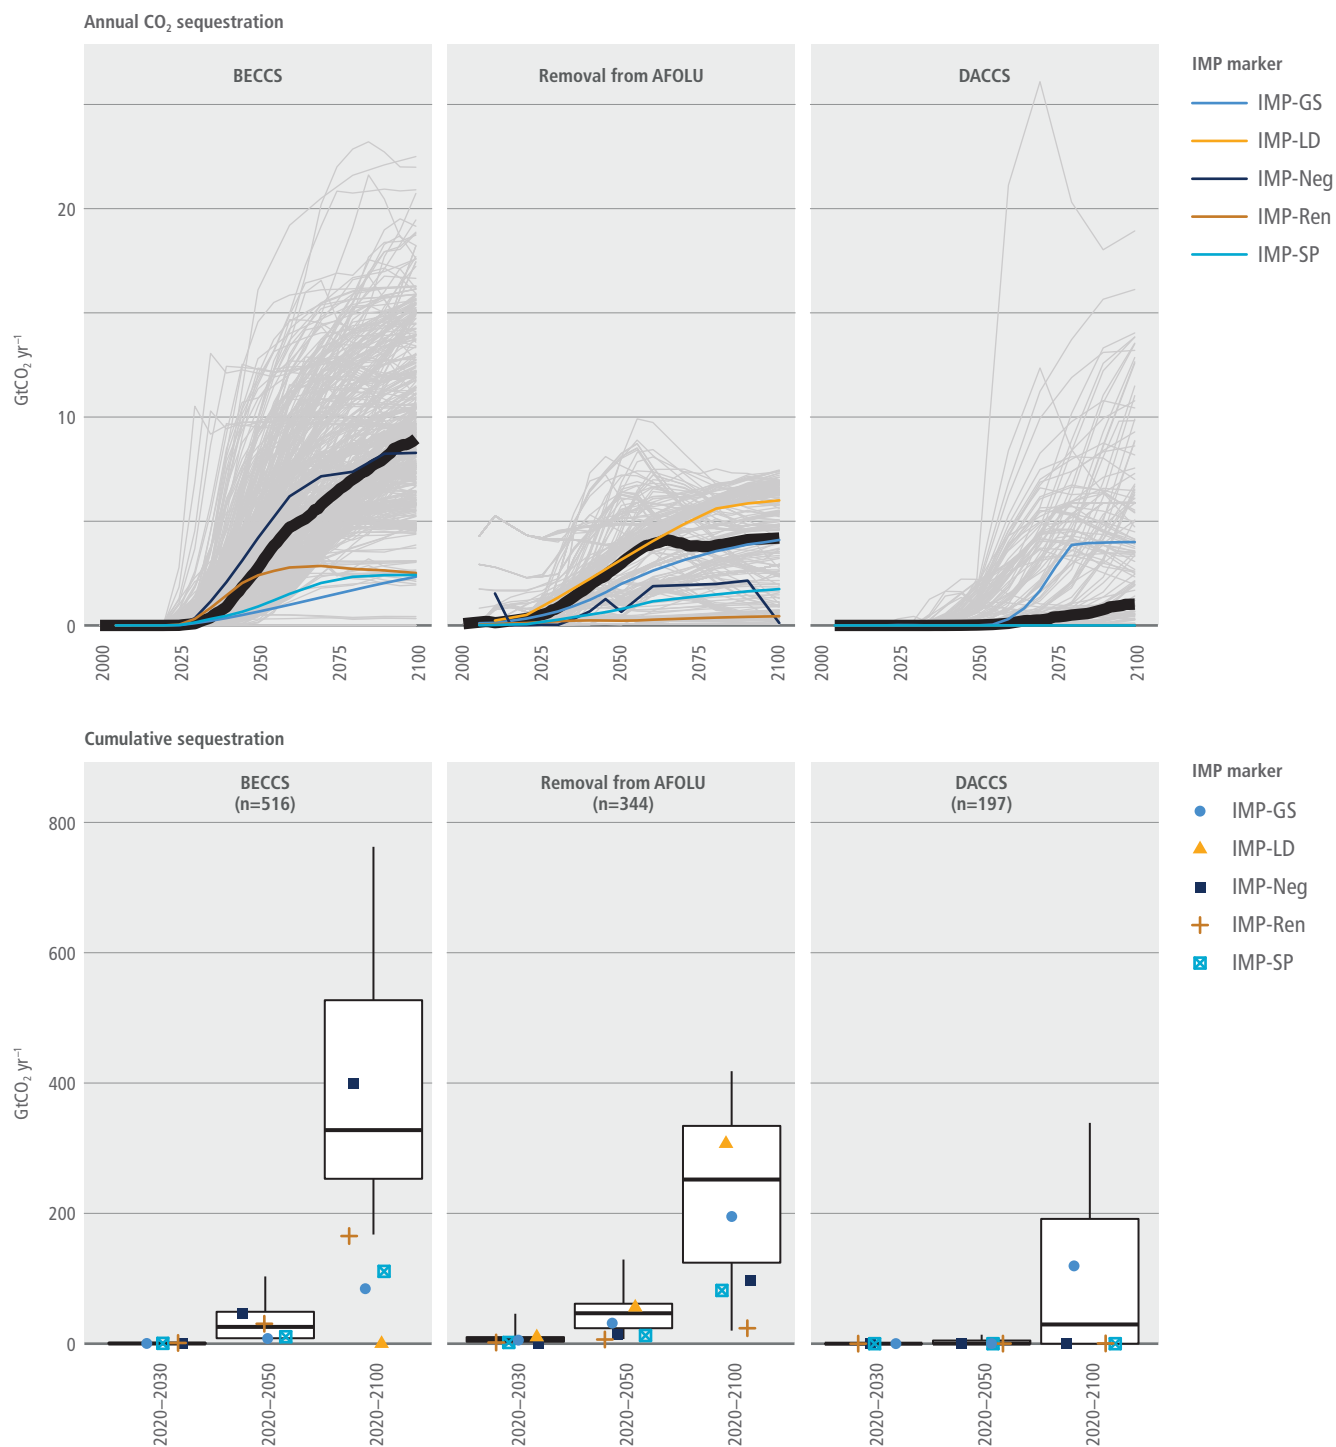 Annual CO₂ sequestration
BECCS
Removal from AFOLU
DACCS
IMP marker
IMP-GS
IMP-LD
IMP-Neg
IMP-Ren
IMP-SP
GtCO₂ yr⁻¹
20
10
0
2000 2025 2050 2075 2100
2000 2025 2050 2075 2100
2000 2025 2050 2075 2100
Cumulative sequestration
BECCS
(n=516)
Removal from AFOLU
(n=344)
DACCS
(n=197)
IMP marker
IMP-GS
IMP-LD
IMP-Neg
IMP-Ren
IMP-SP
GtCO₂ yr⁻¹
800
600
400
200
0
2020–2030 2020–2050 2020–2100
2020–2030 2020–2050 2020–2100
2020–2030 2020–2050 2020–2100